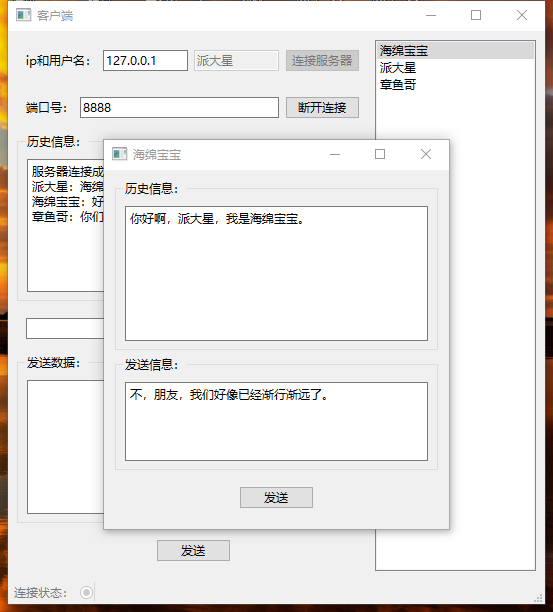 客户端
ip和用户名：
127.0.0.1
派大星
连接服务器
端口号：
8888
断开连接
历史信息：
服务器连接成
派大星：海绵
海绵宝宝：好
章鱼哥：你们
发送数据：
发送
连接状态：
海绵宝宝
派大星
章鱼哥
海绵宝宝
历史信息：
你好啊，派大星，我是海绵宝宝。
发送信息：
不，朋友，我们好像已经渐行渐远了。
发送